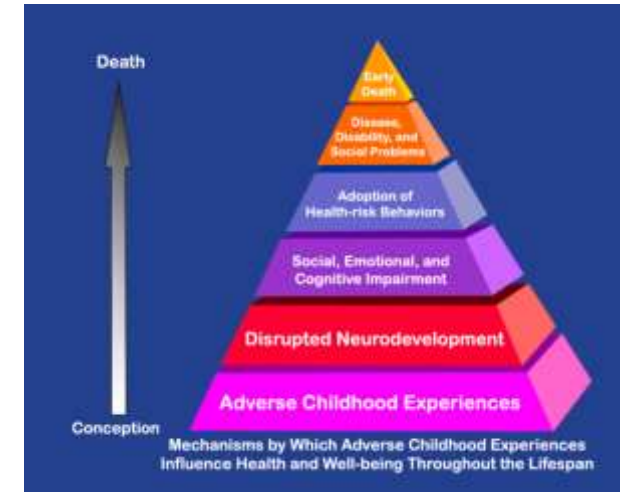 Death
Early
Death
Disease,
Disability, and
Social Problems
Adoption of
Health-risk Behaviors
Social, Emotional, and
Cognitive Impairment
Disrupted Neurodevelopment
Adverse Childhood Experiences
Conception
Mechanisms by Which Adverse Childhood Experiences
Influence Health and Well-being Throughout the Lifespan